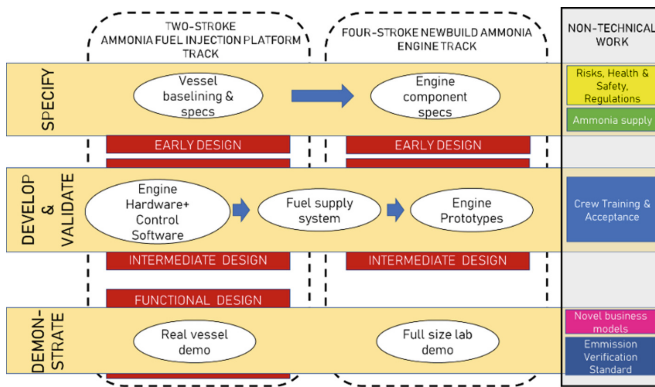 TWO-STROKE
AMMONIA FUEL INJECTION PLATFORM
TRACK
FOUR-STROKE NEWBUILD AMMONIA
ENGINE TRACK
NON-TECHNICAL
WORK
SPECIFY
Vessel
baselining &
specs
Engine
component
specs
Risks, Health &
Safety,
Regulations
Ammonia supply
EARLY DESIGN
EARLY DESIGN
DEVELOP &
VALIDATE
Engine
Hardware+
Control
Software
Fuel supply
system
Engine
Prototypes
Crew Training &
Acceptance
INTERMEDIATE DESIGN
INTERMEDIATE DESIGN
FUNCTIONAL DESIGN
DEMON-
STRATE
Real vessel
demo
Full size lab
demo
Novel business
models
Emmission
Verification
Standard